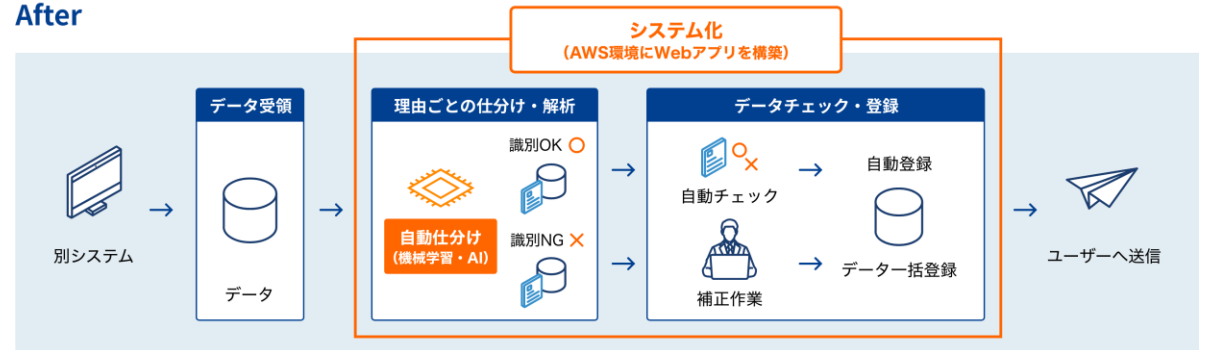 After
システム化
（AWS環境にWebアプリを構築）
データ受領
理由ごとの仕分け・解析
データチェック・登録
別システム
データ
自動仕分け
（機械学習・AI）
識別OK
識別NG
自動チェック
補正作業
自動登録
データ一括登録
ユーザーへ送信